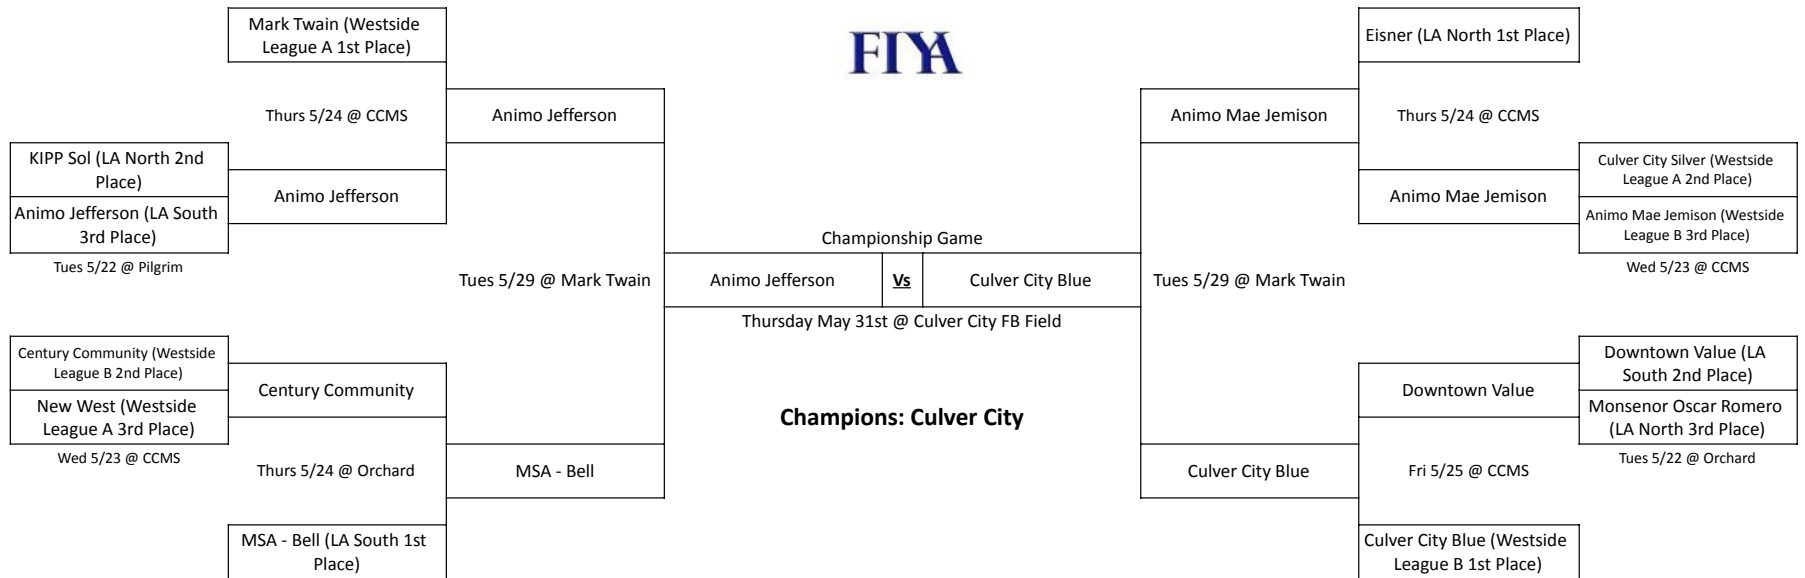 Mark Twain (Westside
League A 1st Place)
FIYA
Eisner (LA North 1st Place)
Thurs 5/24 @ CCMS
Animo Jefferson
Animo Mae Jemison
Thurs 5/24 @ CCMS
KIPP Sol (LA North 2nd
Place)
Animo Jefferson
Animo Jefferson (LA South
3rd Place)
Tues 5/22 @ Pilgrim
Culver City Silver (Westside
League A 2nd Place)
Animo Mae Jemison
Animo Mae Jemison (Westside
League B 3rd Place)
Wed 5/23 @ CCMS
Championship Game
Tues 5/29 @ Mark Twain
Animo Jefferson
Vs
Culver City Blue
Tues 5/29 @ Mark Twain
Thursday May 31st @ Culver City FB Field
Century Community (Westside
League B 2nd Place)
Century Community
New West (Westside
League A 3rd Place)
Wed 5/23 @ CCMS
Downtown Value (LA
South 2nd Place)
Downtown Value
Monsenor Oscar Romero
(LA North 3rd Place)
Tues 5/22 @ Orchard
Champions: Culver City
Thurs 5/24 @ Orchard
MSA - Bell
Culver City Blue
Fri 5/25 @ CCMS
MSA - Bell (LA South 1st
Place)
Culver City Blue (Westside
League B 1st Place)